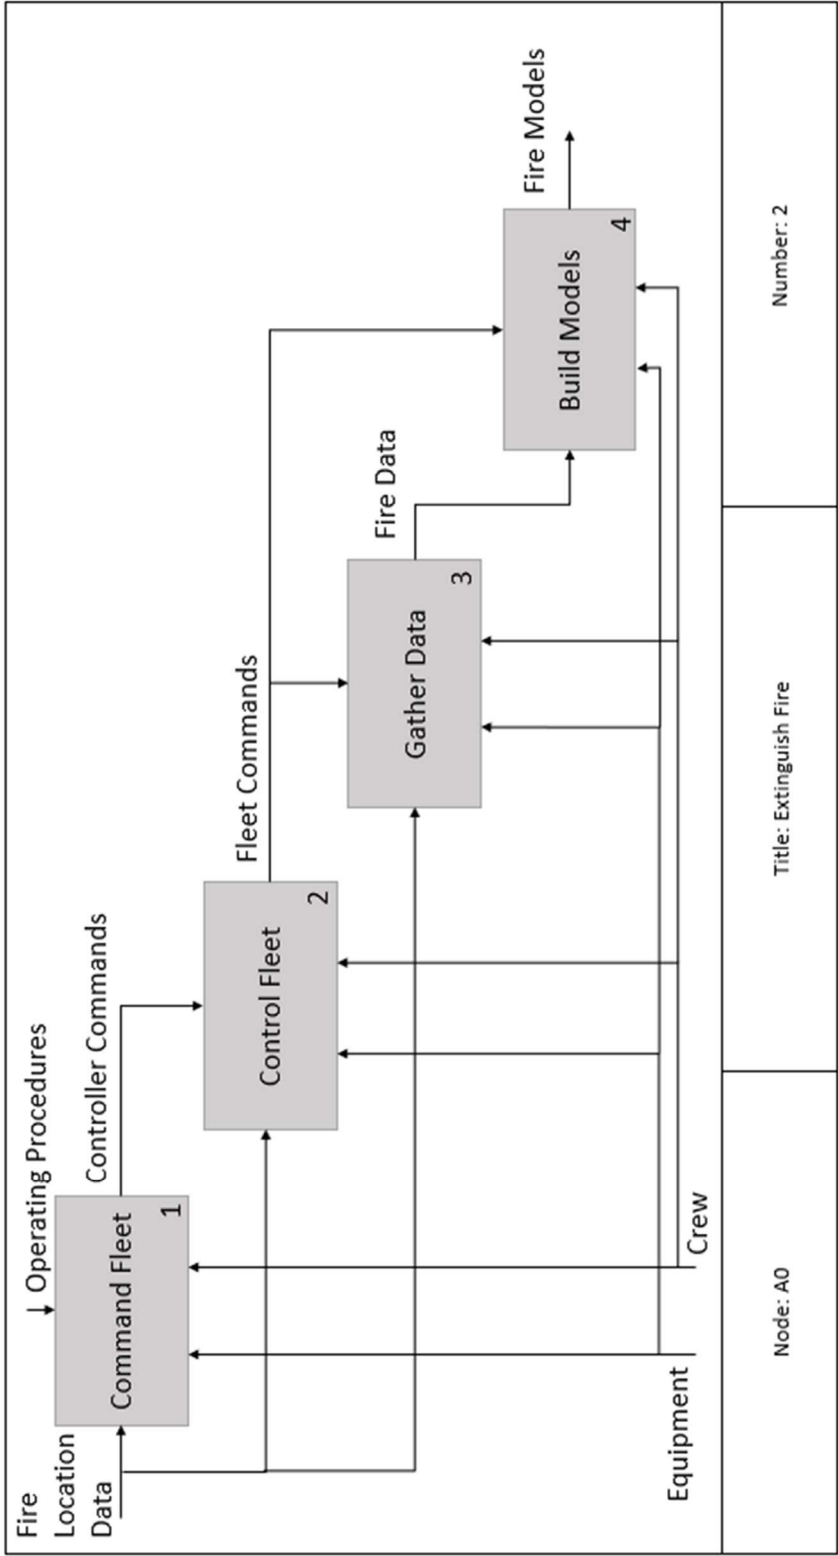 Fire
Location
Data
Operating Procedures
Command Fleet
1
Controller Commands
Control Fleet
2
Fleet Commands
Gather Data
3
Fire Data
Build Models
4
Fire Models
Equipment
Crew
Node: A0
Title: Extinguish Fire
Number: 2